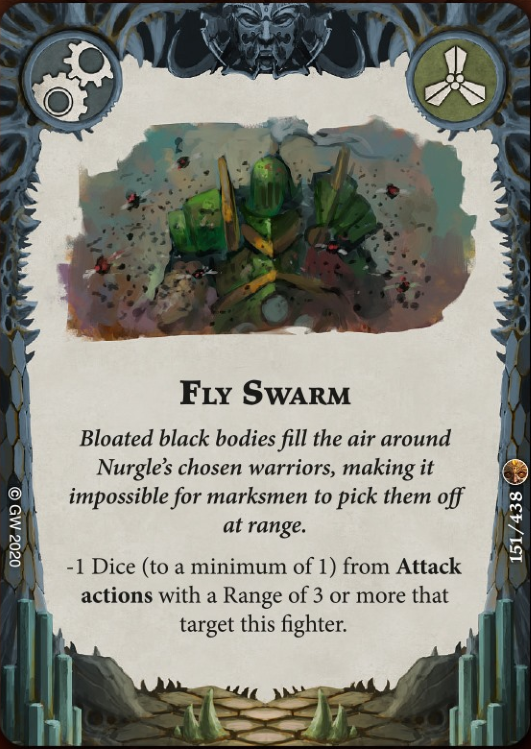 Fly Swarm
Bloated black bodies fill the air around
Nurgle's chosen warriors, making it
impossible for marksmen to pick them off
at range.
-1 Dice (to a minimum of 1) from Attack
actions with a Range of 3 or more that
target this fighter.
© GW 2020
151/438